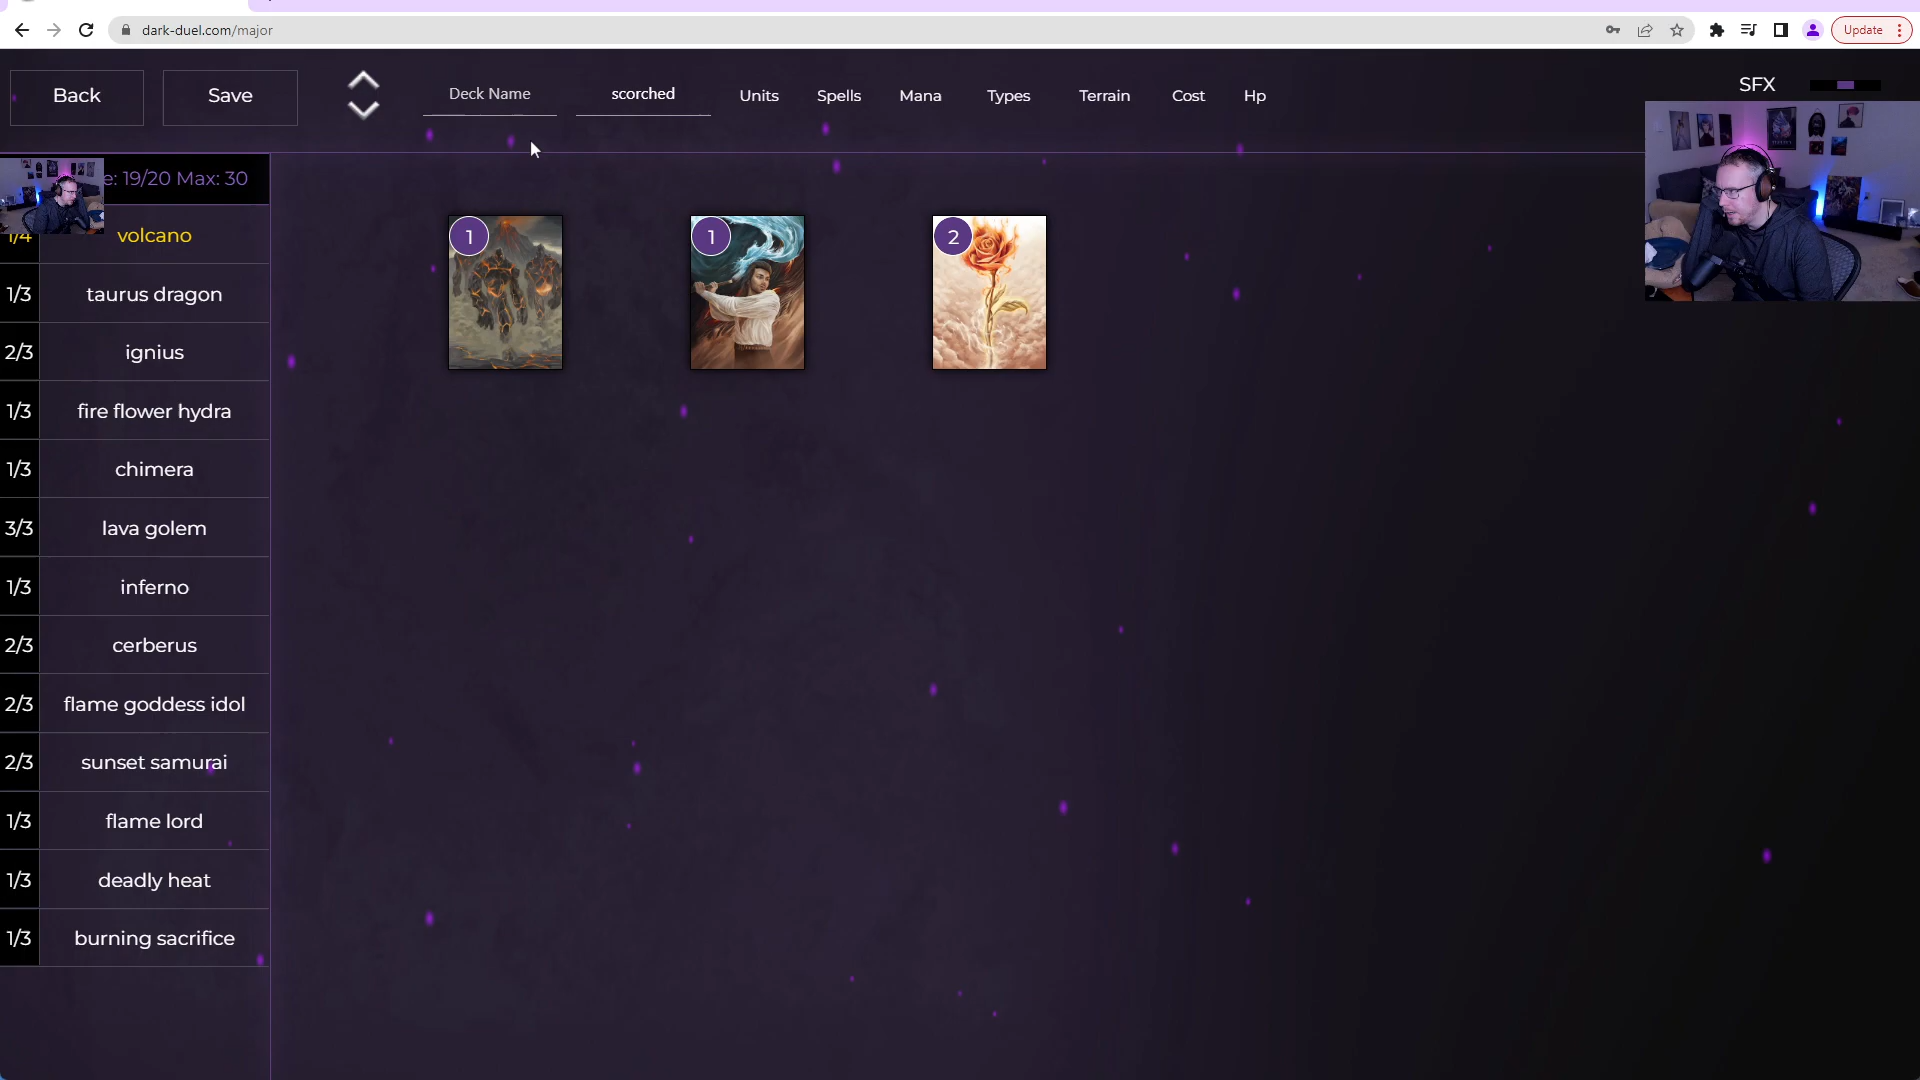 dark-duel.com/major
Update
Back
Save
Deck Name
scorched
Units
Spells
Mana
Types
Terrain
Cost
Hp
SFX
19/20 Max: 30
1/4 volcano
1/3 taurus dragon
2/3 ignius
1/3 fire flower hydra
1/3 chimera
3/3 lava golem
1/3 inferno
2/3 cerberus
2/3 flame goddess idol
2/3 sunset samurai
1/3 flame lord
1/3 deadly heat
1/3 burning sacrifice
1
1
2